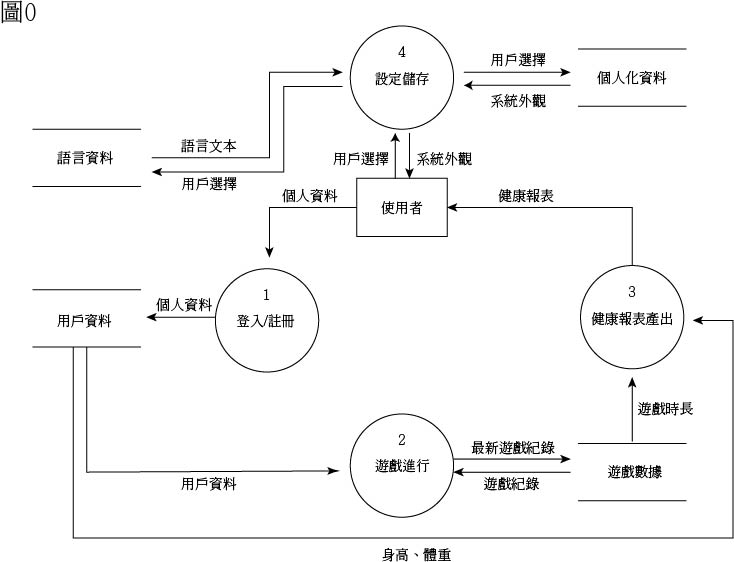 圖0
4
設定儲存
用戶選擇
個人化資料
系統外觀
語言文本
語言資料
用戶選擇
用戶選擇
系統外觀
使用者
個人資料
健康報表
1
登入/註冊
個人資料
用戶資料
3
健康報表產出
遊戲時長
2
遊戲進行
最新遊戲紀錄
遊戲紀錄
遊戲數據
用戶資料
身高、體重